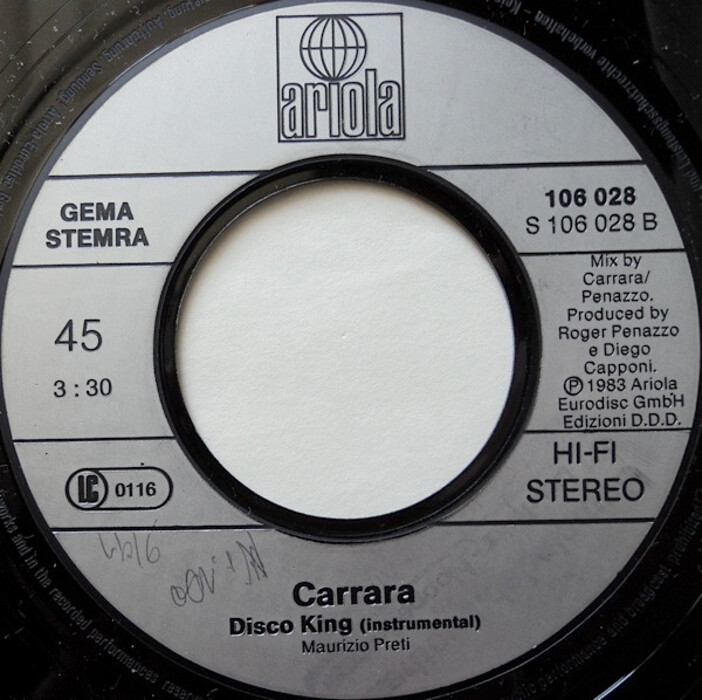 ariola
GEMA
STEMRA
45
3:30
LC 0116
106 028
S 106 028 B
Mix by
Carrara/
Penazzo.
Produced by
Roger Penazzo
e Diego
Capponi.
Ⓟ 1983 Ariola
Eurodisc GmbH
Edizioni D.D.D.
HI-FI
STEREO
Carrara
Disco King (instrumental)
Maurizio Preti